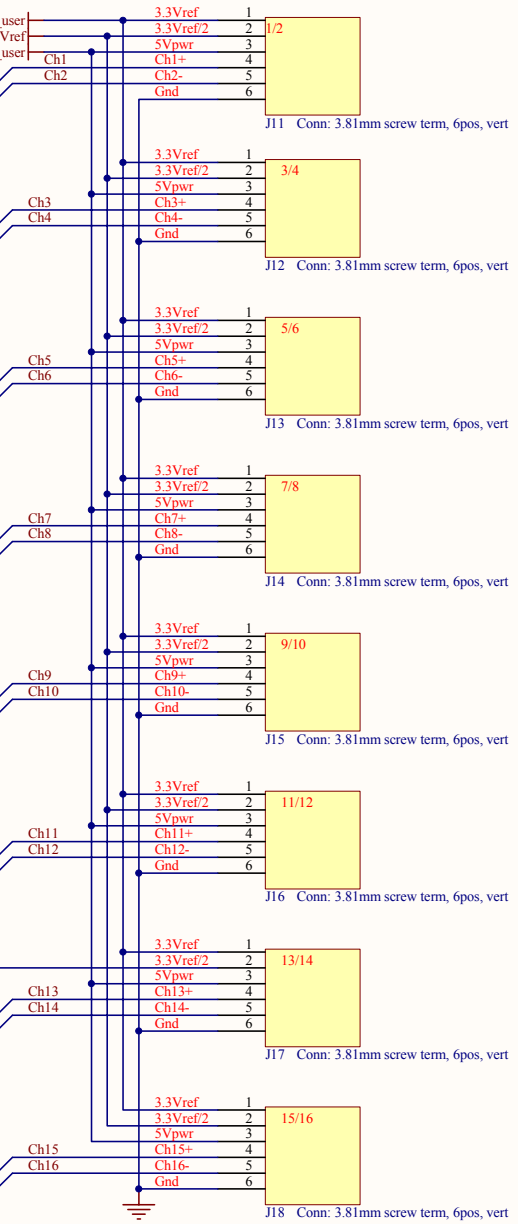 user 3.3Vref 1
Vref 3.3Vref/2 2 1/2
user 5Vpwr 3
Ch1 Ch1+ 4
Ch2 Ch2- 5
Gnd 6
J11 Conn: 3.81mm screw term, 6pos, vert
3.3Vref 1
3.3Vref/2 2 3/4
5Vpwr 3
Ch3 Ch3+ 4
Ch4 Ch4- 5
Gnd 6
J12 Conn: 3.81mm screw term, 6pos, vert
3.3Vref 1
3.3Vref/2 2 5/6
5Vpwr 3
Ch5 Ch5+ 4
Ch6 Ch6- 5
Gnd 6
J13 Conn: 3.81mm screw term, 6pos, vert
3.3Vref 1
3.3Vref/2 2 7/8
5Vpwr 3
Ch7 Ch7+ 4
Ch8 Ch8- 5
Gnd 6
J14 Conn: 3.81mm screw term, 6pos, vert
3.3Vref 1
3.3Vref/2 2 9/10
5Vpwr 3
Ch9 Ch9+ 4
Ch10 Ch10- 5
Gnd 6
J15 Conn: 3.81mm screw term, 6pos, vert
3.3Vref 1
3.3Vref/2 2 11/12
5Vpwr 3
Ch11 Ch11+ 4
Ch12 Ch12- 5
Gnd 6
J16 Conn: 3.81mm screw term, 6pos, vert
3.3Vref 1
3.3Vref/2 2 13/14
5Vpwr 3
Ch13 Ch13+ 4
Ch14 Ch14- 5
Gnd 6
J17 Conn: 3.81mm screw term, 6pos, vert
3.3Vref 1
3.3Vref/2 2 15/16
5Vpwr 3
Ch15 Ch15+ 4
Ch16 Ch16- 5
Gnd 6
J18 Conn: 3.81mm screw term, 6pos, vert